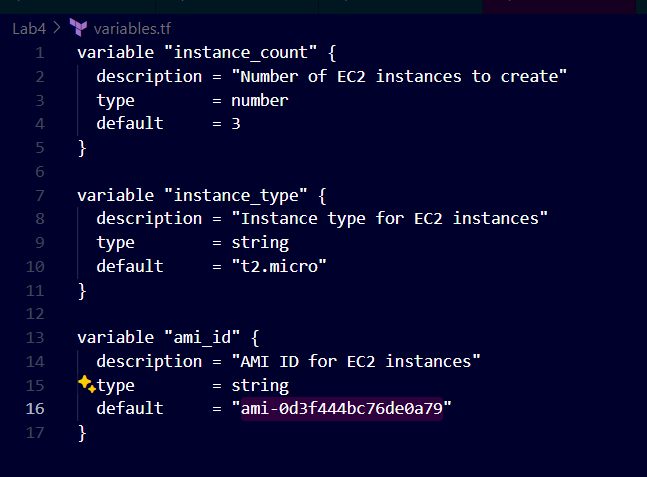 Lab4 > variables.tf
1 variable "instance_count" {
2   description = "Number of EC2 instances to create"
3   type        = number
4   default     = 3
5 }
6
7 variable "instance_type" {
8   description = "Instance type for EC2 instances"
9   type        = string
10   default     = "t2.micro"
11 }
12
13 variable "ami_id" {
14   description = "AMI ID for EC2 instances"
15   type        = string
16   default     = "ami-0d3f444bc76de0a79"
17 }